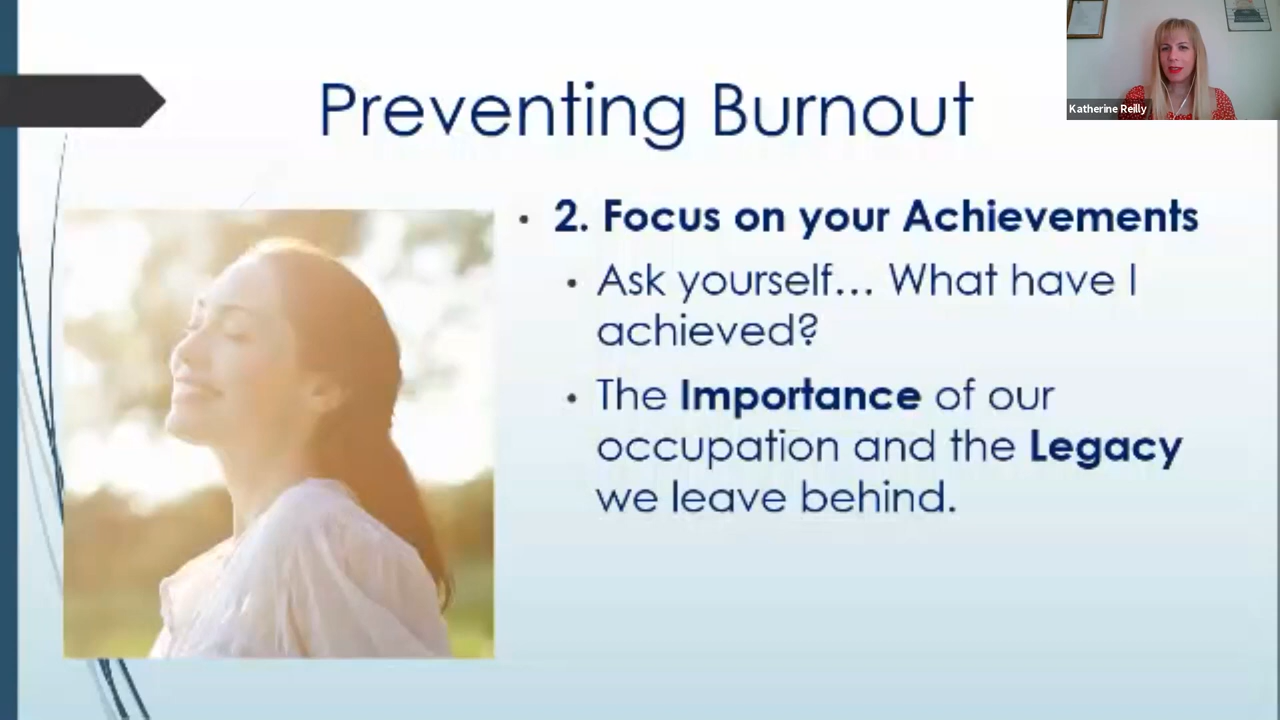 Preventing Burnout
Katherine Reilly
• 2. Focus on your Achievements
• Ask yourself... What have I
achieved?
• The Importance of our
occupation and the Legacy
we leave behind.